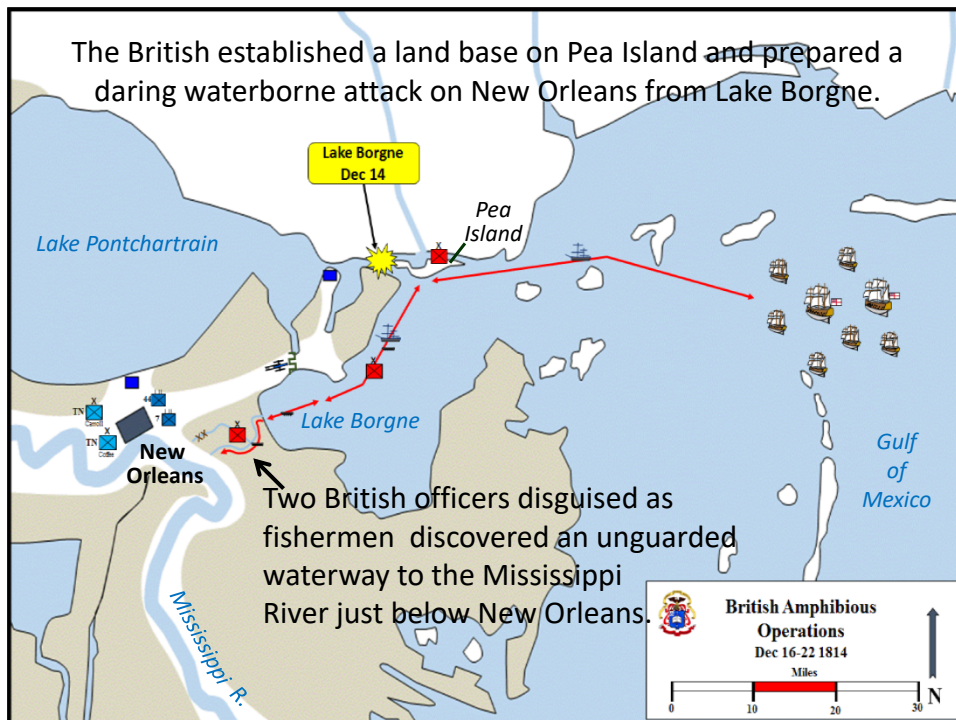 The British established a land base on Pea Island and prepared a
daring waterborne attack on New Orleans from Lake Borgne.
Lake Borgne
Dec 14
Pea
Island
Lake Pontchartrain
X
X
X
X
44
7
TN
Carroll
X
TN
Coffee
XX
X
New
Orleans
Lake Borgne
Gulf
of
Mexico
Two British officers disguised as
fishermen discovered an unguarded
waterway to the Mississippi
River just below New Orleans.
Mississippi R.
British Amphibious
Operations
Dec 16-22 1814
Miles
0 10 20 30
N